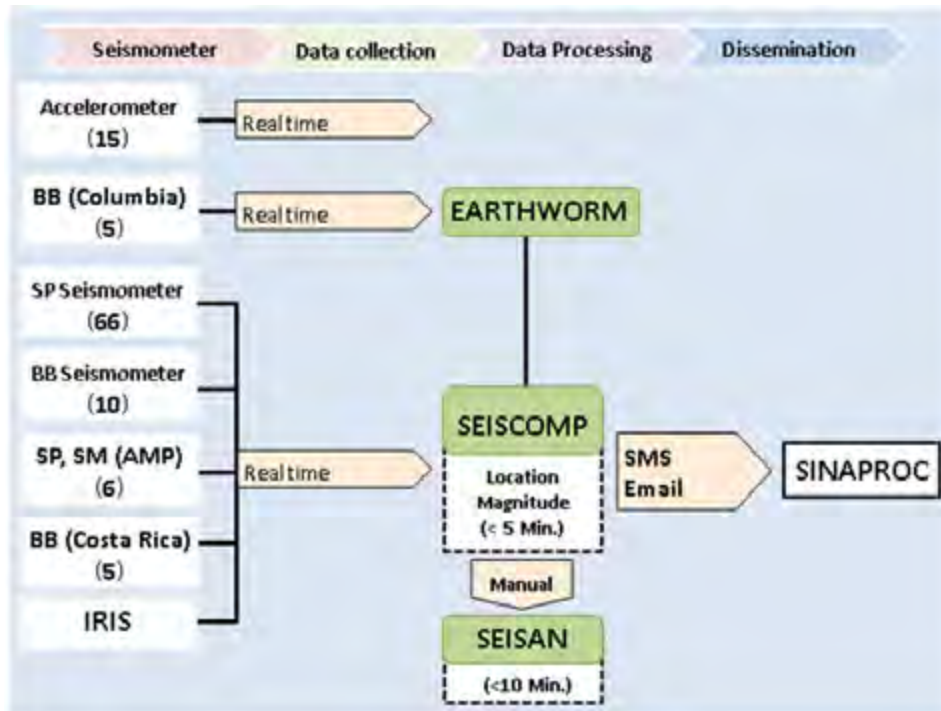 Seismometer
Data collection
Data Processing
Dissemination
Accelerometer
(15)
Realtime
BB (Columbia)
(5)
Realtime
EARTHWORM
SP Seismometer
(66)
BB Seismometer
(10)
SP, SM (AMP)
(6)
BB (Costa Rica)
(5)
IRIS
Realtime
SEISCOMP
Location
Magnitude
(< 5 Min.)
SMS
Email
SINAPROC
Manual
SEISAN
(<10 Min.)